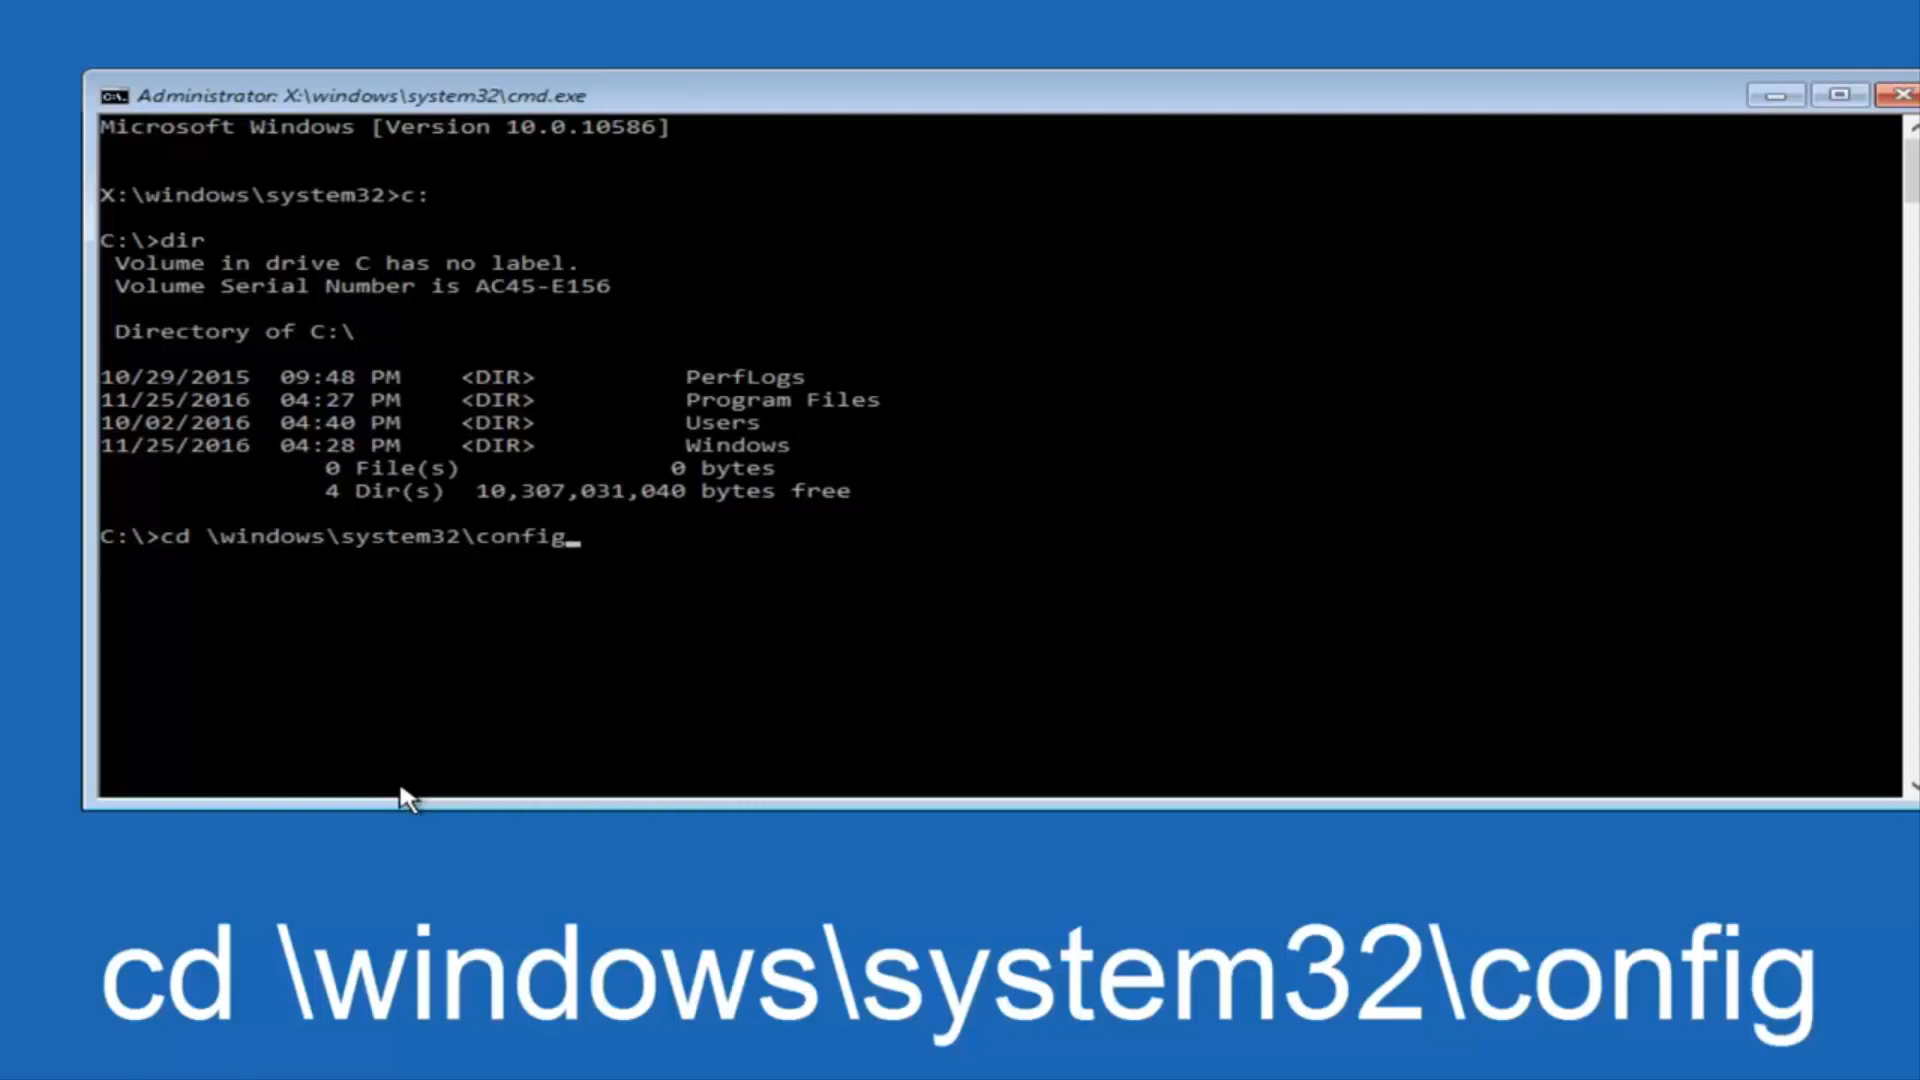 Administrator: X:\windows\system32\cmd.exe
Microsoft Windows [Version 10.0.10586]
X:\windows\system32>c:
C:\>dir
Volume in drive C has no label.
Volume Serial Number is AC45-E156
Directory of C:\
10/29/2015 09:48 PM <DIR> PerfLogs
11/25/2016 04:27 PM <DIR> Program Files
10/02/2016 04:40 PM <DIR> Users
11/25/2016 04:28 PM <DIR> Windows
0 File(s) 0 bytes
4 Dir(s) 10,307,031,040 bytes free
C:\>cd \windows\system32\config_
cd \windows\system32\config